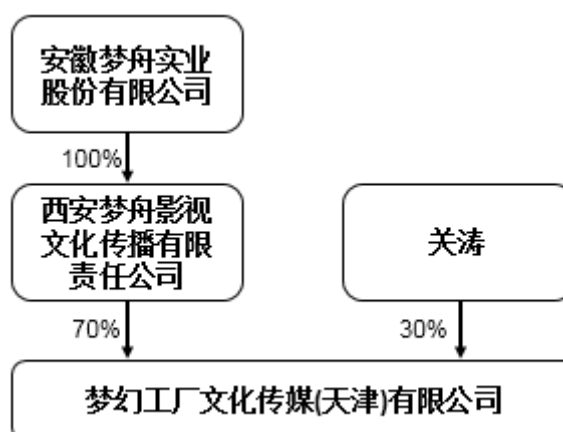 安徽梦舟实业
股份有限公司
100%
西安梦舟影视
文化传播有限
责任公司
关涛
70%
30%
梦幻工厂文化传媒(天津)有限公司